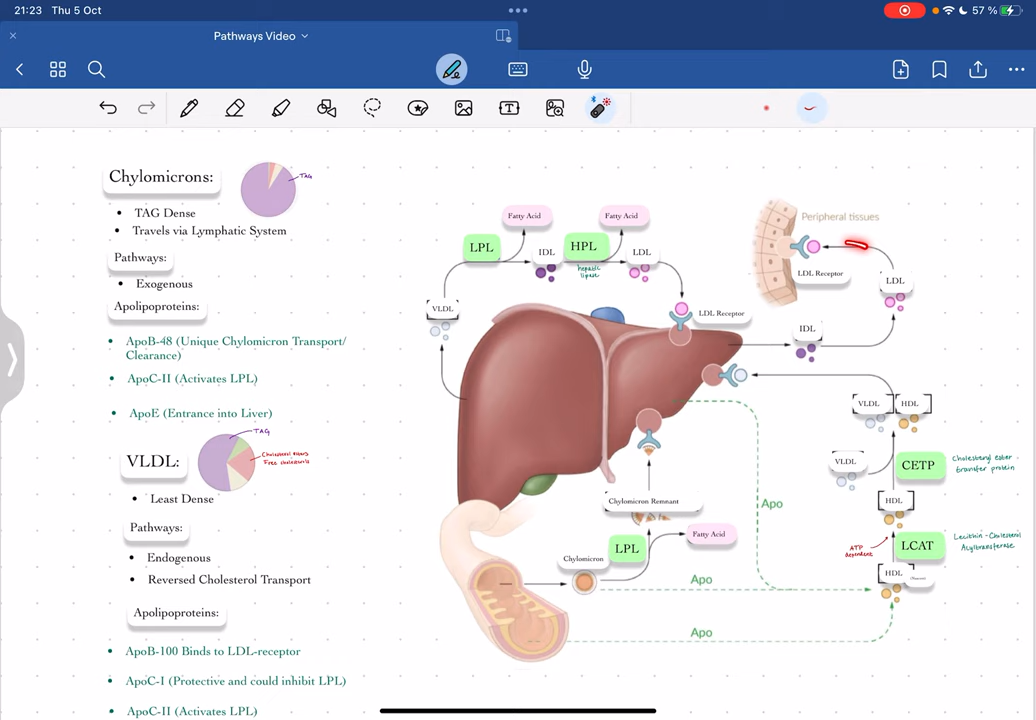 21:23 Thu 5 Oct
57 %
Pathways Video
Chylomicrons:
TAG
TAG Dense
Travels via Lymphatic System
Pathways:
Exogenous
Apolipoproteins:
ApoB-48 (Unique Chylomicron Transport/
Clearance)
ApoC-II (Activates LPL)
ApoE (Entrance into Liver)
VLDL:
TAG
Cholesterol esters
Free cholesterols
Least Dense
Pathways:
Endogenous
Reversed Cholesterol Transport
Apolipoproteins:
ApoB-100 Binds to LDL-receptor
ApoC-I (Protective and could inhibit LPL)
ApoC-II (Activates LPL)
Fatty Acid
Fatty Acid
LPL
IDL
HPL
hepatic
lipase
LDL
VLDL
LDL Receptor
Peripheral tissues
LDL Receptor
LDL
IDL
VLDL
HDL
VLDL
CETP
Cholesteryl ester
transfer protein
HDL
LCAT
Lecithin-Cholesterol
Acyltransferase
ATP
dependent
HDL
Chylomicron Remnant
Chylomicron
LPL
Fatty Acid
Apo
Apo
Apo